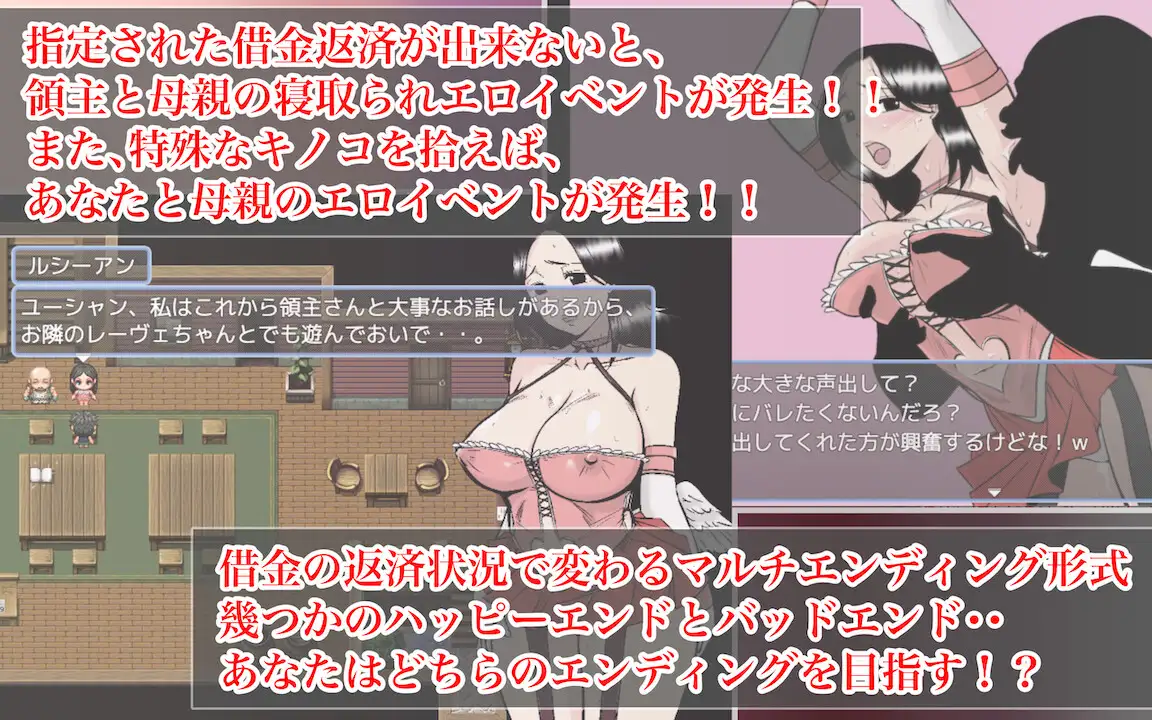 指定された借金返済が出来ないと、
領主と母親の寝取られエロイベントが発生！！
また、特殊なキノコを拾えば、
あなたと母親のエロイベントが発生！！
ルシーアン
ユーシャン、私はこれから領主さんと大事なお話しがあるから、
お隣のレーヴェちゃんとでも遊んでおいで・・。
な大きな声出して？
にバレたくないんだろ？
出してくれた方が興奮するけどな！ｗ
借金の返済状況で変わるマルチエンディング形式
幾つかのハッピーエンドとバッドエンド‥
あなたはどちらのエンディングを目指す！？